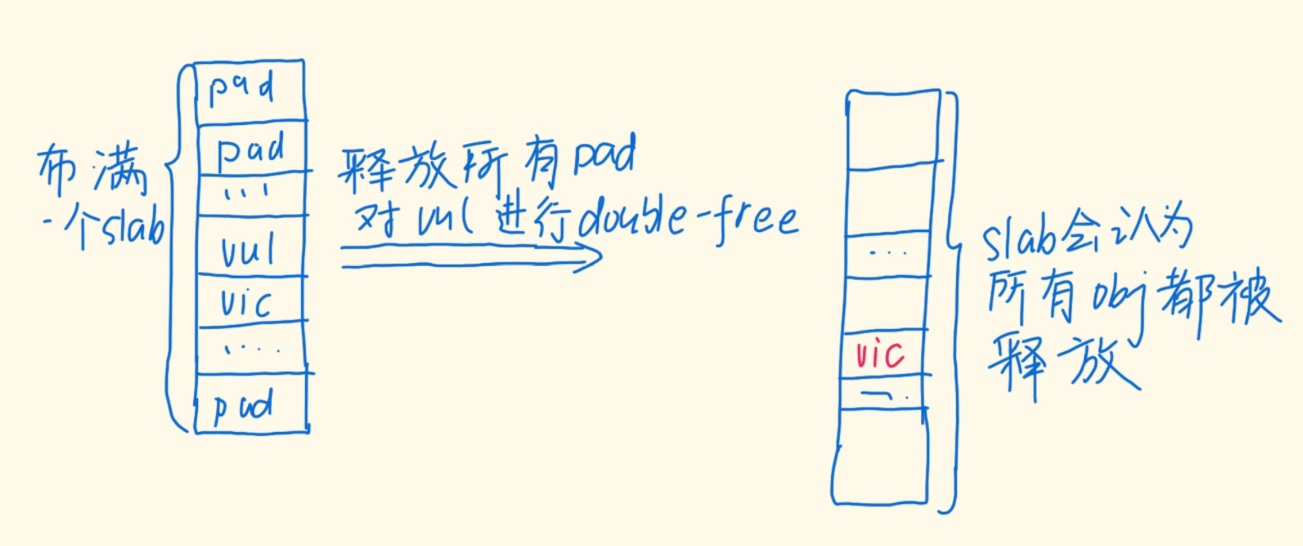 布满
一个slab
pad
pad
...
vul
vic
....
pad
释放所有pad
对vul进行double-free
...
vic
slab会认为
所有obj都被
释放